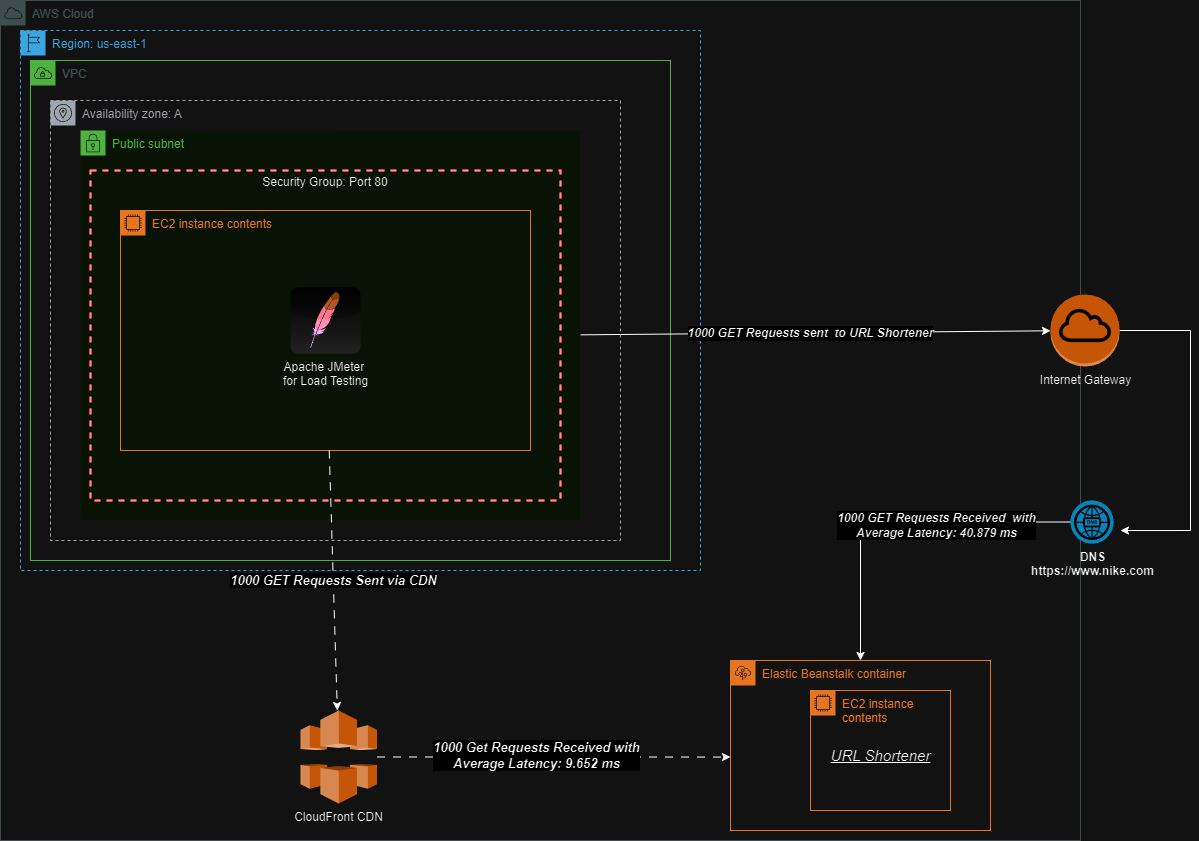 AWS Cloud
Region: us-east-1
VPC
Availability zone: A
Public subnet
Security Group: Port 80
EC2 instance contents
Apache JMeter
for Load Testing
1000 GET Requests sent  to URL Shortener
Internet Gateway
1000 GET Requests Received  with
Average Latency: 40.879 ms
DNS
DNS
https://www.nike.com
1000 GET Requests Sent via CDN
Elastic Beanstalk container
EC2 instance
contents
URL Shortener
1000 Get Requests Received with
Average Latency: 9.652 ms
CloudFront CDN